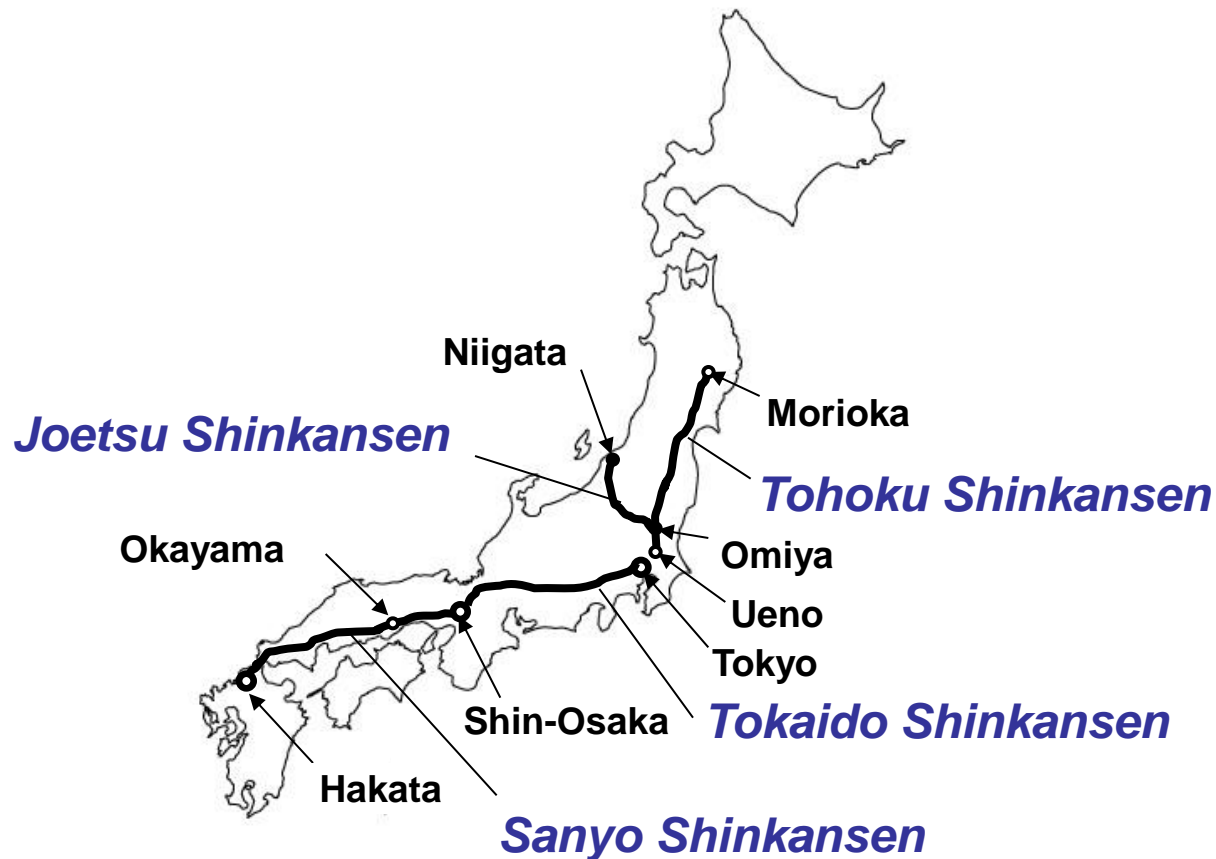 Niigata
Morioka
Joetsu Shinkansen
Tohoku Shinkansen
Okayama
Omiya
Ueno
Tokyo
Shin-Osaka
Tokaido Shinkansen
Hakata
Sanyo Shinkansen